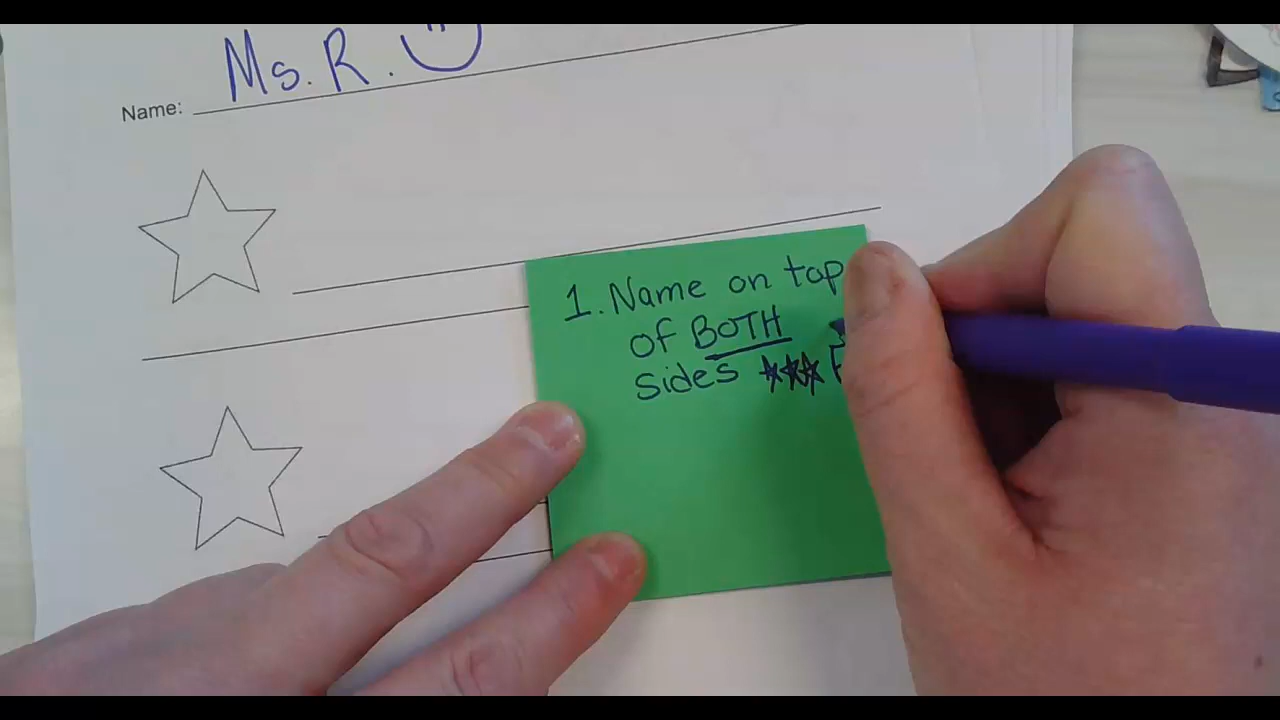 Ms. R.
Name:
1. Name on top
of BOTH
sides